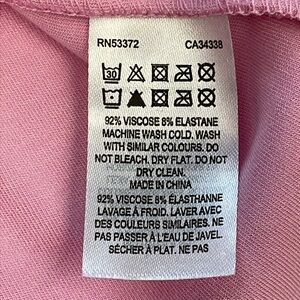 RN53372 CA34338
30
92% VISCOSE 8% ELASTANE
MACHINE WASH COLD. WASH
WITH SIMILAR COLOURS. DO
NOT BLEACH. DRY FLAT. DO NOT
DRY CLEAN.
MADE IN CHINA
92% VISCOSE 8% ÉLASTHANNE
LAVAGE À FROID. LAVER AVEC
DES COULEURS SIMILAIRES. NE
PAS PASSER À L'EAU DE JAVEL.
SÉCHER À PLAT. NE PAS